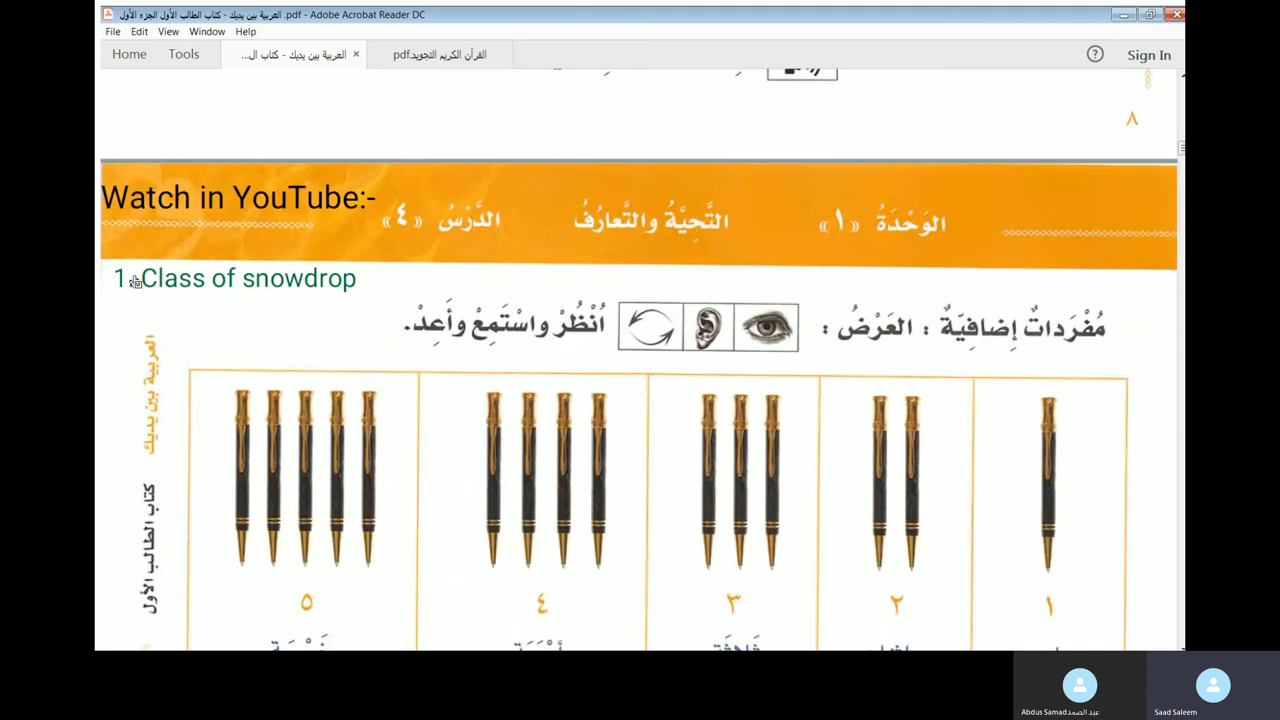 العربية بين يديك - كتاب الطالب الأول الجزء الأول.pdf - Adobe Acrobat Reader DC
File Edit View Window Help
Home Tools العربية بين يديك - كتاب ال... × القرآن الكريم التجويد.pdf ? Sign In
٨
Watch in YouTube:-
الوَحْدَةُ «١» التَّحِيَّةُ والتَّعارُفُ الدَّرْسُ «٤»
1. Class of snowdrop
مُفْرَداتٌ إضافِيّةٌ : العَرْضُ : اُنْظُرْ واسْتَمِعْ وأَعِدْ.
١ ٢ ٣ ٤ ٥
ثَلاثَة
العربية بين يديك
كتاب الطالب الأول
Abdus Samad عبد الصمد
Saad Saleem